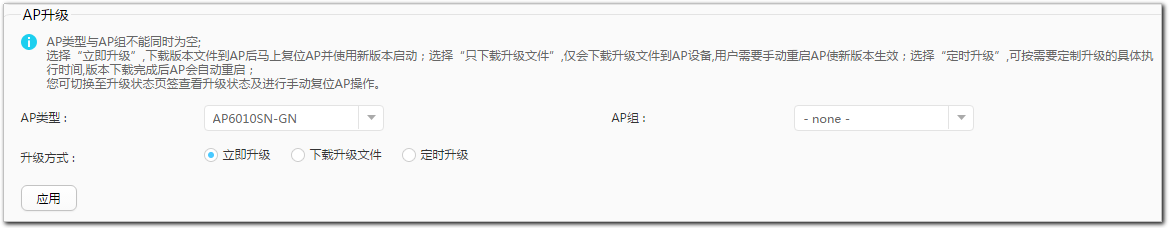 AP升级
AP类型与AP组不能同时为空;
选择“立即升级”,下载版本文件到AP后马上复位AP并使用新版本启动；选择“只下载升级文件”,仅会下载升级文件到AP设备,用户需要手动重启AP使新版本生效；选择“定时升级”,可按需要定制升级的具体执
行时间,版本下载完成后AP会自动重启；
您可切换至升级状态页签查看升级状态及进行手动复位AP操作。
AP类型： AP6010SN-GN AP组： - none -
升级方式： 立即升级 下载升级文件 定时升级
应用